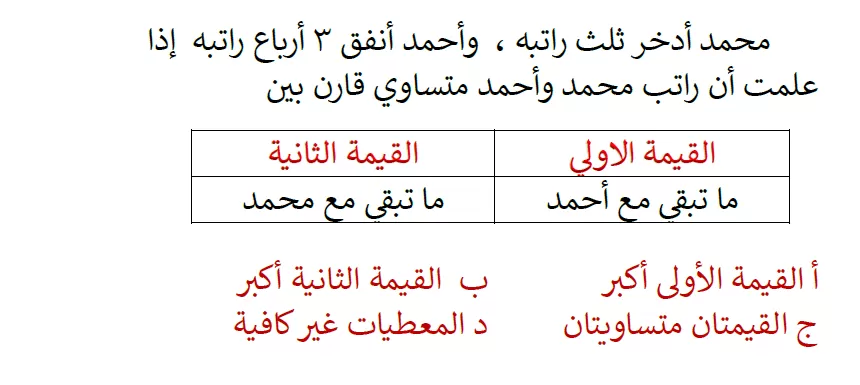 محمد أدخر ثلث راتبه ، وأحمد أنفق ٣ أرباع راتبه إذا
علمت أن راتب محمد وأحمد متساوي قارن بين
القيمة الاولي القيمة الثانية
ما تبقي مع أحمد ما تبقي مع محمد
أ القيمة الأولى أكبر ب القيمة الثانية أكبر
ج القيمتان متساويتان د المعطيات غير كافية